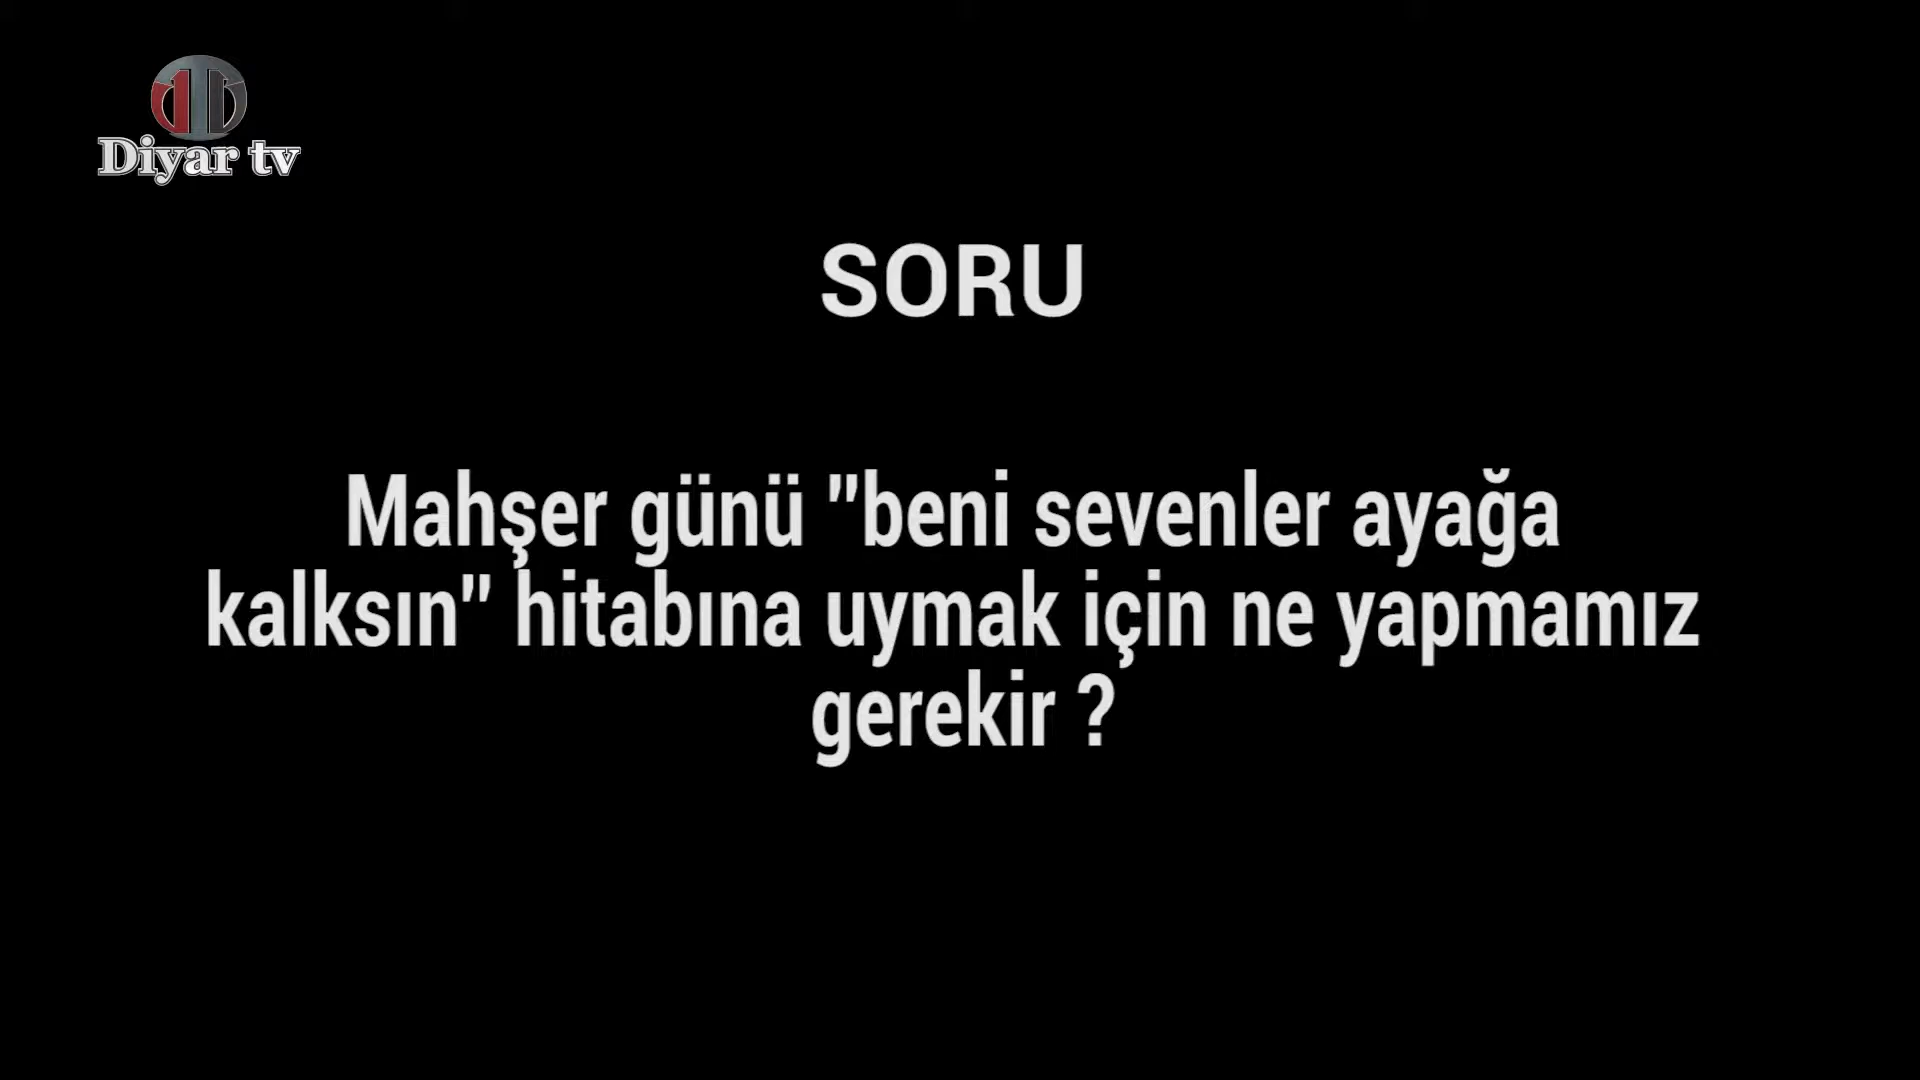 Diyar tv
SORU
Mahşer günü "beni sevenler ayağa
kalksın" hitabına uymak için ne yapmamız
gerekir ?